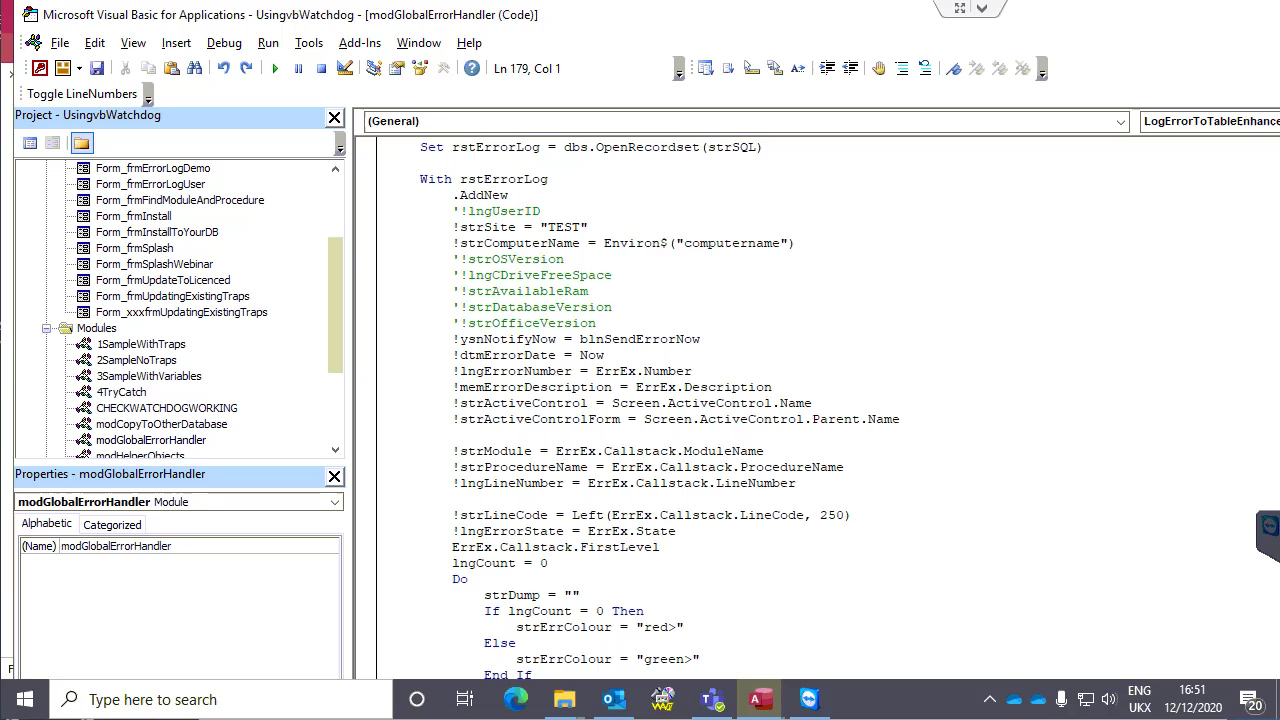 Microsoft Visual Basic for Applications - UsingvbWatchdog - [modGlobalErrorHandler (Code)]
File Edit View Insert Debug Run Tools Add-Ins Window Help
Ln 179, Col 1
Toggle LineNumbers
Project - UsingvbWatchdog
Form_frmErrorLogDemo
Form_frmErrorLogUser
Form_frmFindModuleAndProcedure
Form_frmInstall
Form_frmInstallToYourDB
Form_frmSplash
Form_frmSplashWebinar
Form_frmUpdateToLicenced
Form_frmUpdatingExistingTraps
Form_xxxfrmUpdatingExistingTraps
Modules
1SampleWithTraps
2SampleNoTraps
3SampleWithVariables
4TryCatch
CHECKWATCHDOGWORKING
modCopyToOtherDatabase
modGlobalErrorHandler
modHelperObjects
Properties - modGlobalErrorHandler
modGlobalErrorHandler Module
Alphabetic Categorized
(Name) modGlobalErrorHandler
(General) LogErrorToTableEnhance
Set rstErrorLog = dbs.OpenRecordset(strSQL)
With rstErrorLog
.AddNew
'!lngUserID
!strSite = "TEST"
!strComputerName = Environ$("computername")
'!strOSVersion
'!lngCDriveFreeSpace
'!strAvailableRam
'!strDatabaseVersion
'!strOfficeVersion
!ysnNotifyNow = blnSendErrorNow
!dtmErrorDate = Now
!lngErrorNumber = ErrEx.Number
!memErrorDescription = ErrEx.Description
!strActiveControl = Screen.ActiveControl.Name
!strActiveControlForm = Screen.ActiveControl.Parent.Name
!strModule = ErrEx.Callstack.ModuleName
!strProcedureName = ErrEx.Callstack.ProcedureName
!lngLineNumber = ErrEx.Callstack.LineNumber
!strLineCode = Left(ErrEx.Callstack.LineCode, 250)
!lngErrorState = ErrEx.State
ErrEx.Callstack.FirstLevel
lngCount = 0
Do
strDump = ""
If lngCount = 0 Then
strErrColour = "red>"
Else
strErrColour = "green>"
End If
Type here to search
ENG
UKX
16:51
12/12/2020
20